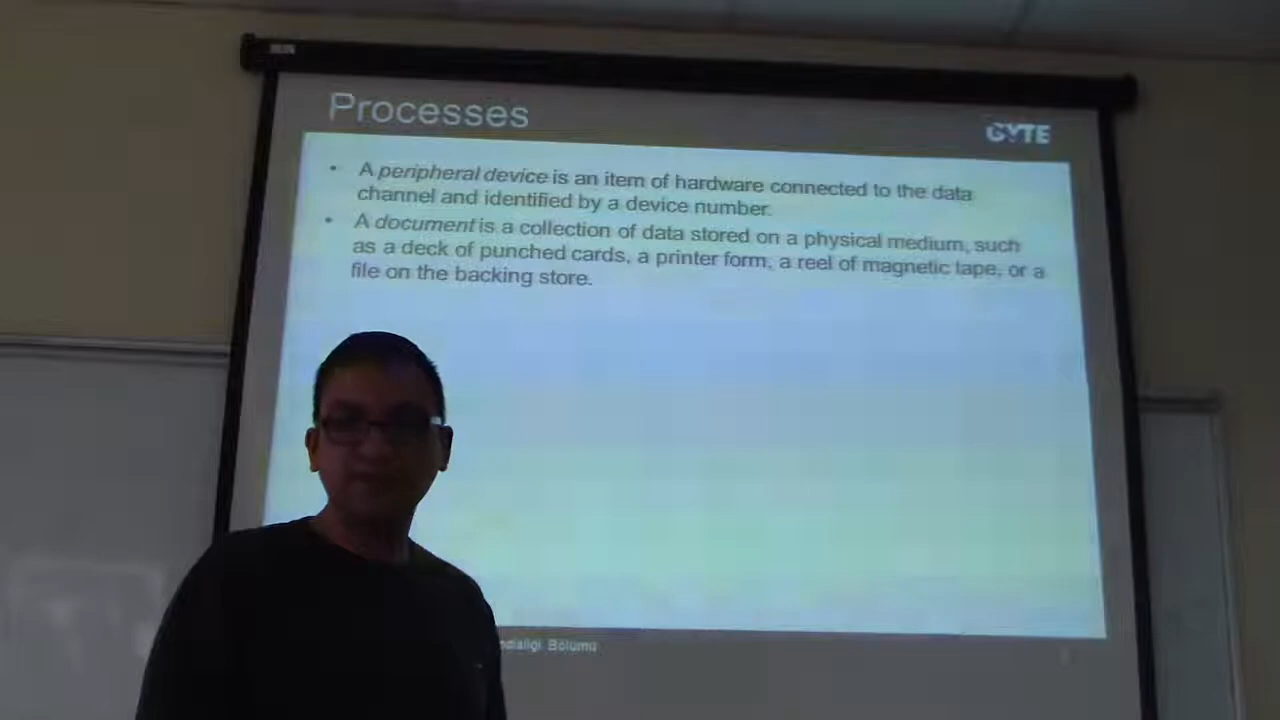 Processes
GYTE
• A peripheral device is an item of hardware connected to the data
channel and identified by a device number.
• A document is a collection of data stored on a physical medium, such
as a deck of punched cards, a printer form, a reel of magnetic tape, or a
file on the backing store.
Bölümü